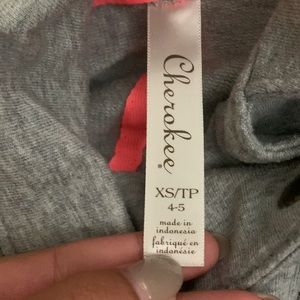 Cherokee
XS/TP
4-5
made in
indonesia
fabriqué en
indonésie